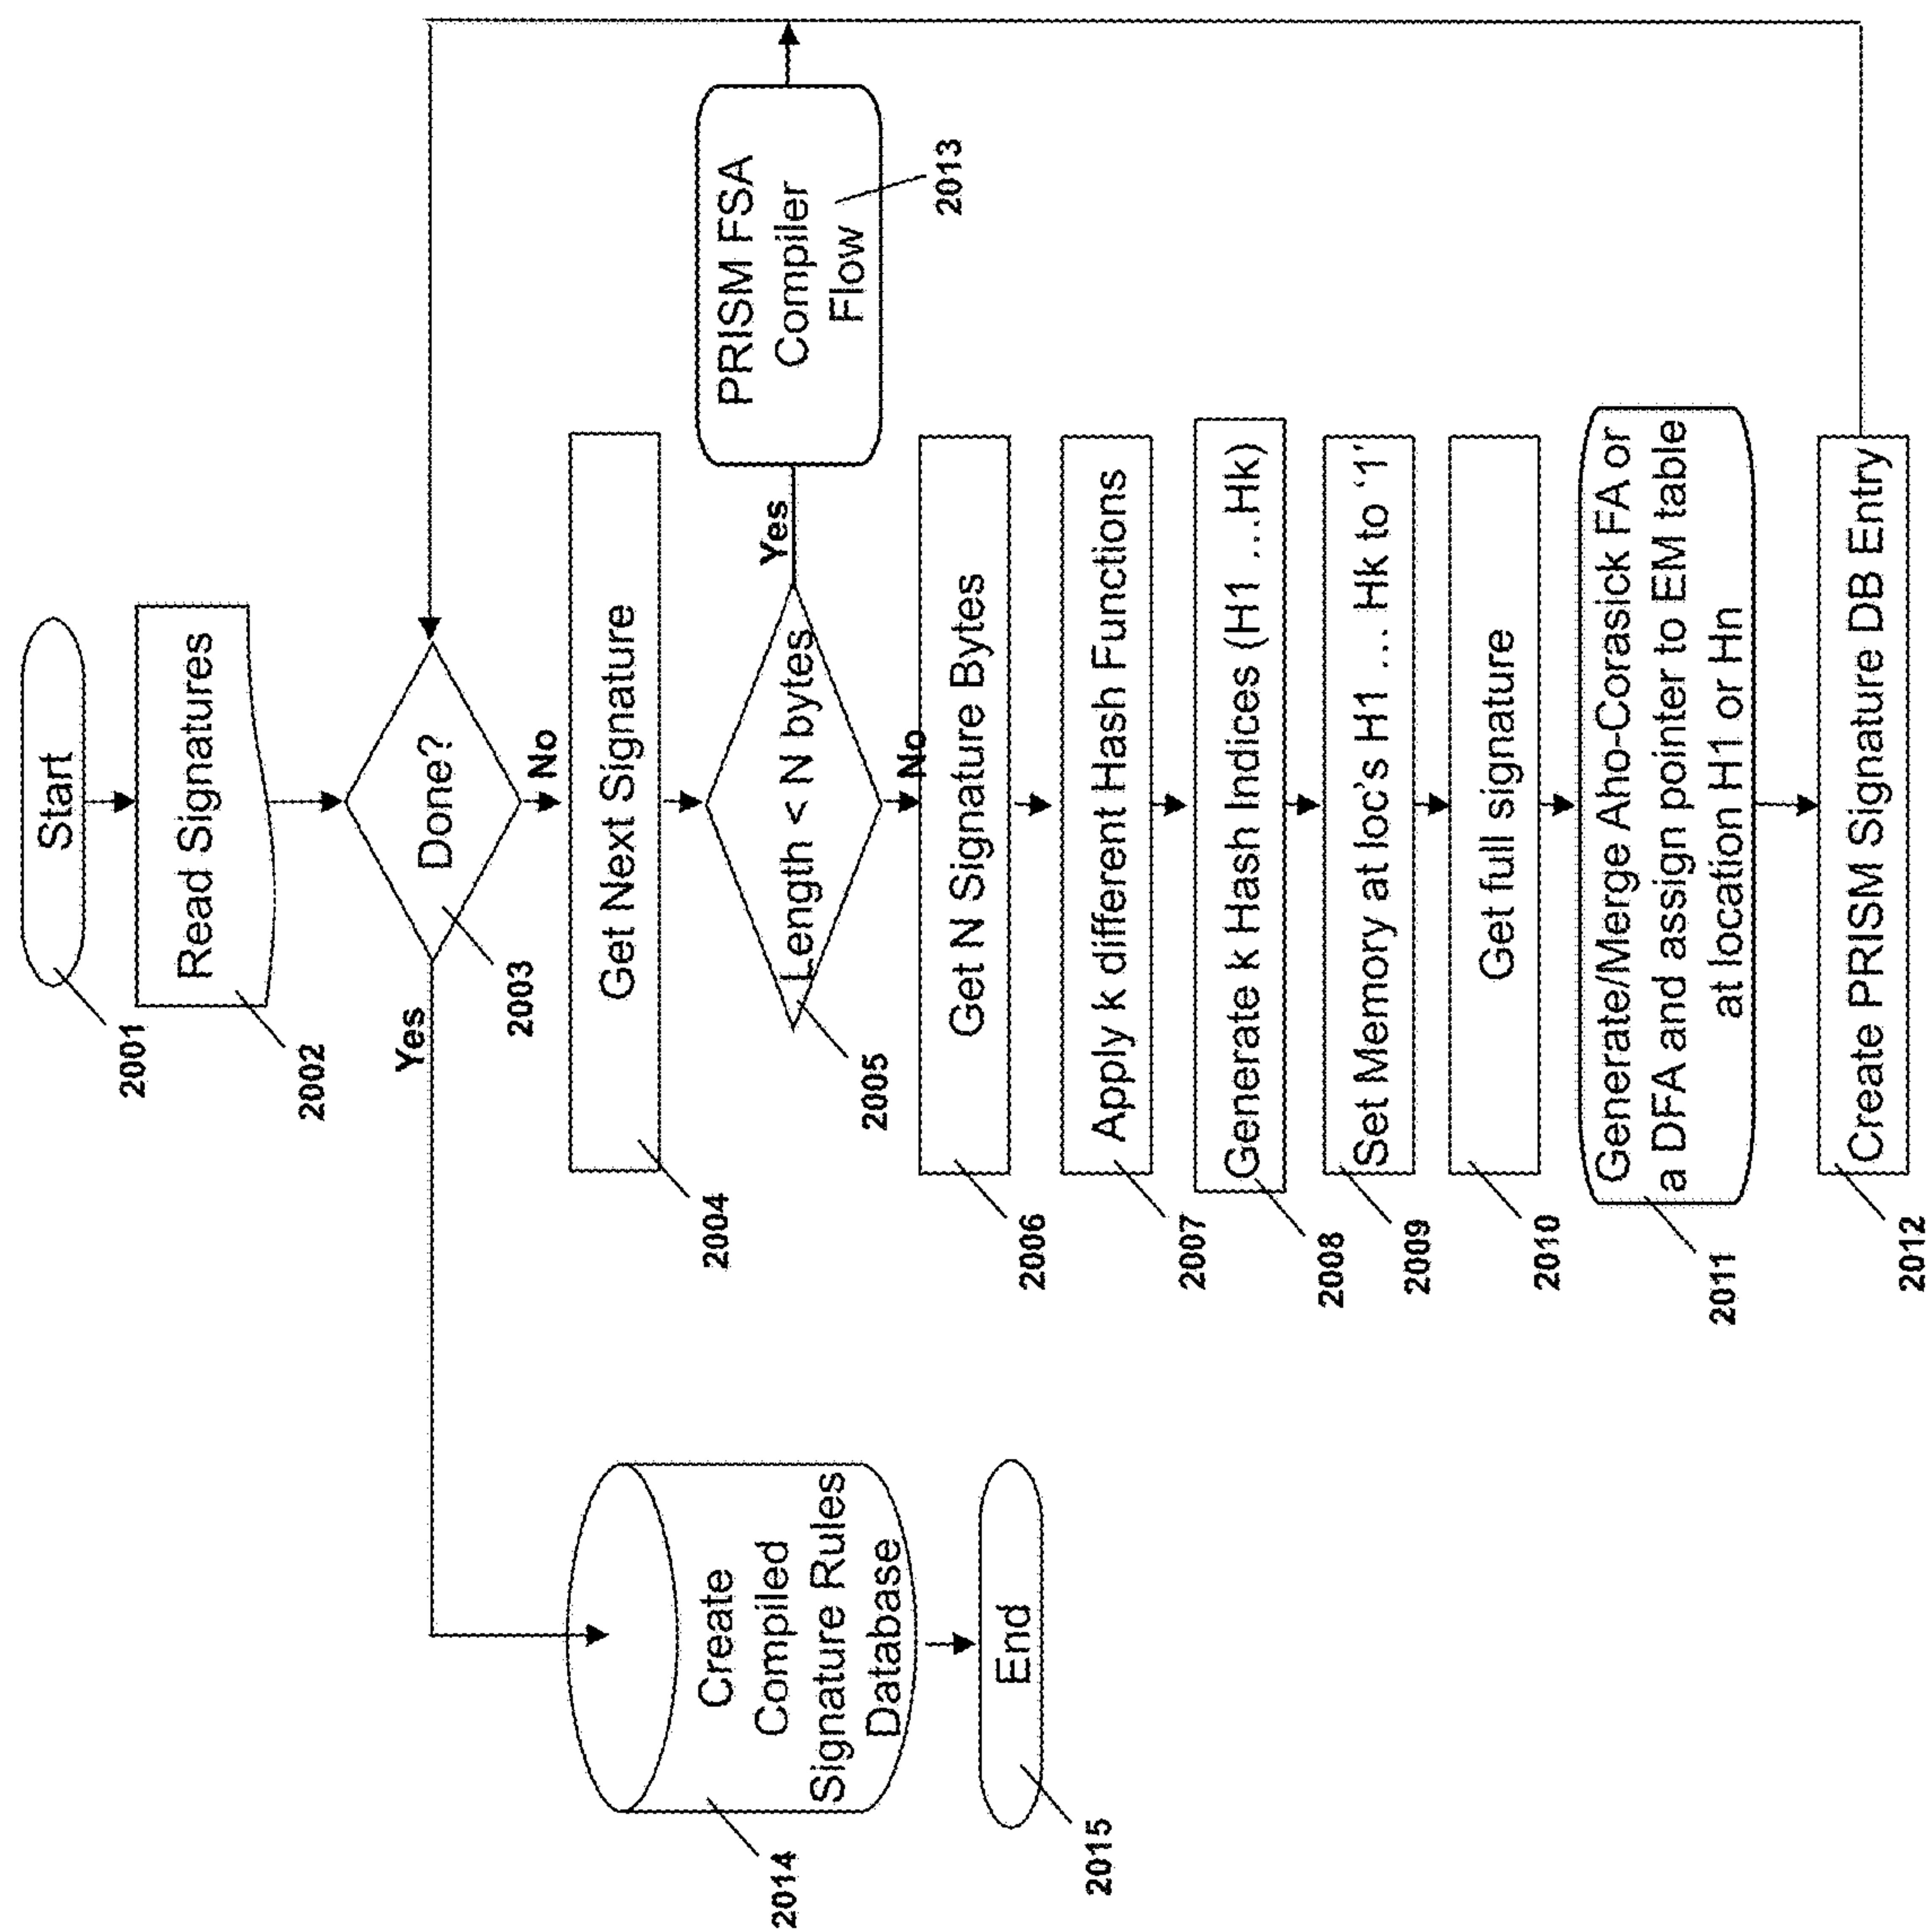 Start
2001
Read Signatures
2002
Done?
2003
Yes
No
Get Next Signature
2004
Length < N bytes
2005
Yes
No
PRISM FSA
Compiler
Flow
2013
Get N Signature Bytes
2006
Apply k different Hash Functions
2007
Generate k Hash Indices (H1 ...Hk)
2008
Set Memory at loc's H1 ... Hk to '1'
2009
Get full signature
2010
Generate/Merge Aho-Corasick FA or
a DFA and assign pointer to EM table
at location H1 or Hn
2011
Create PRISM Signature DB Entry
2012
Create
Compiled
Signature Rules
Database
2014
End
2015